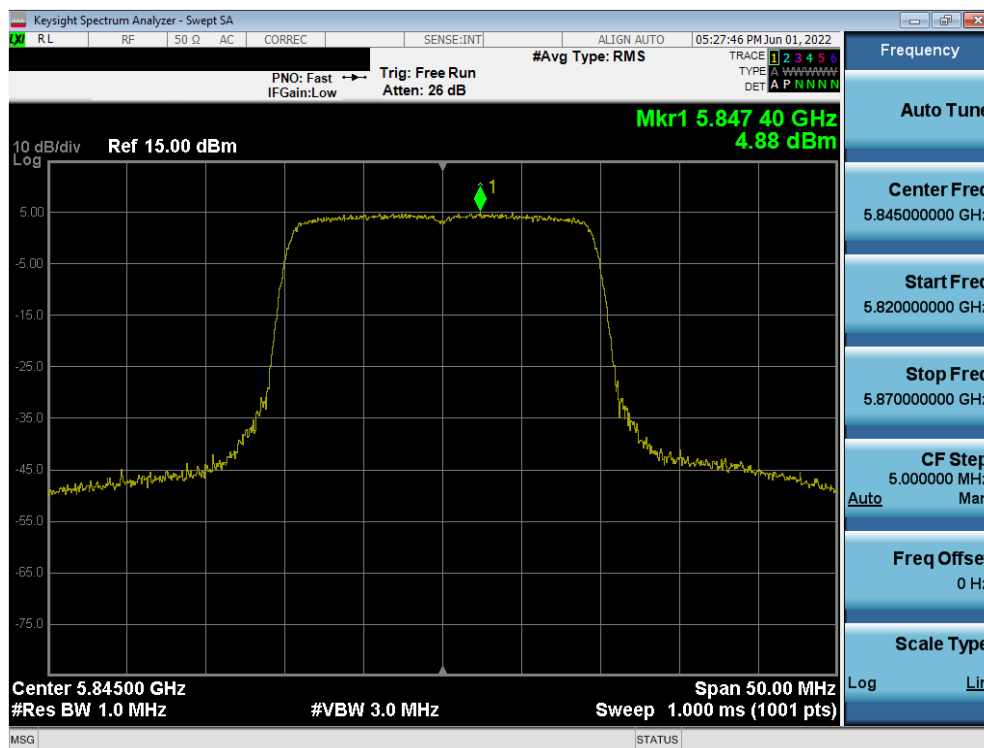 Keysight Spectrum Analyzer - Swept SA
LXI RL RF 50 Ω AC CORREC SENSE:INT ALIGN AUTO 05:27:46 PM Jun 01, 2022
#Avg Type: RMS TRACE 1 2 3 4 5 6
PNO: Fast Trig: Free Run TYPE A WWWWW
IFGain:Low Atten: 26 dB DET A P N N N N
Mkr1 5.847 40 GHz
4.88 dBm
10 dB/div Ref 15.00 dBm
Log
1
5.00
-5.00
-15.0
-25.0
-35.0
-45.0
-55.0
-65.0
-75.0
Center 5.84500 GHz Span 50.00 MHz
#Res BW 1.0 MHz #VBW 3.0 MHz Sweep 1.000 ms (1001 pts)
MSG STATUS
Frequency
Auto Tune
Center Freq
5.845000000 GHz
Start Freq
5.820000000 GHz
Stop Freq
5.870000000 GHz
CF Step
5.000000 MHz
Auto Man
Freq Offset
0 Hz
Scale Type
Log Lin